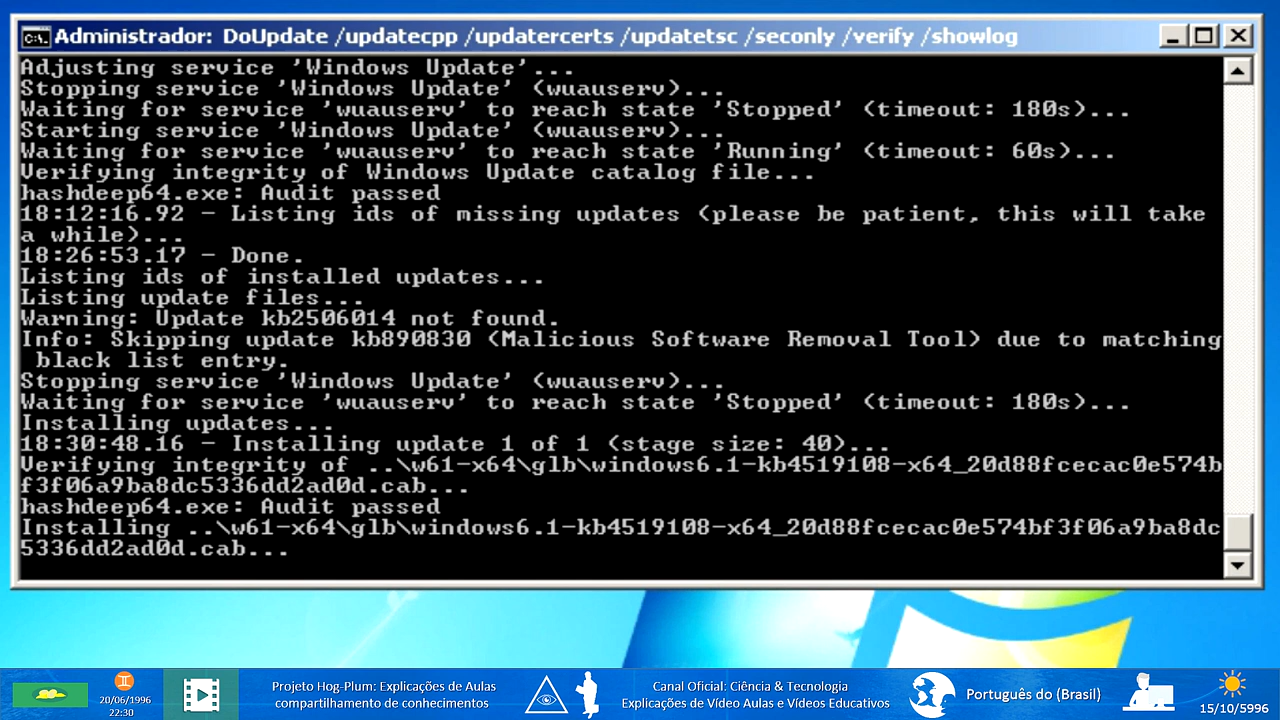 Administrador: DoUpdate /updatecpp /updatercerts /updatetsc /seconly /verify /showlog
Adjusting service 'Windows Update'...
Stopping service 'Windows Update' (wuauserv)...
Waiting for service 'wuauserv' to reach state 'Stopped' (timeout: 180s)...
Starting service 'Windows Update' (wuauserv)...
Waiting for service 'wuauserv' to reach state 'Running' (timeout: 60s)...
Verifying integrity of Windows Update catalog file...
hashdeep64.exe: Audit passed
18:12:16.92 - Listing ids of missing updates (please be patient, this will take
a while)...
18:26:53.17 - Done.
Listing ids of installed updates...
Listing update files...
Warning: Update kb2506014 not found.
Info: Skipping update kb890830 (Malicious Software Removal Tool) due to matching
black list entry.
Stopping service 'Windows Update' (wuauserv)...
Waiting for service 'wuauserv' to reach state 'Stopped' (timeout: 180s)...
Installing updates...
18:30:48.16 - Installing update 1 of 1 (stage size: 40)...
Verifying integrity of ..\w61-x64\glb\windows6.1-kb4519108-x64_20d88fcecac0e574b
f3f06a9ba8dc5336dd2ad0d.cab...
hashdeep64.exe: Audit passed
Installing ..\w61-x64\glb\windows6.1-kb4519108-x64_20d88fcecac0e574bf3f06a9ba8dc
5336dd2ad0d.cab...
20/06/1996
22:30
Projeto Hog-Plum: Explicações de Aulas
compartilhamento de conhecimentos
Canal Oficial: Ciência & Tecnologia
Explicações de Vídeo Aulas e Vídeos Educativos
Português do (Brasil)
15/10/5996